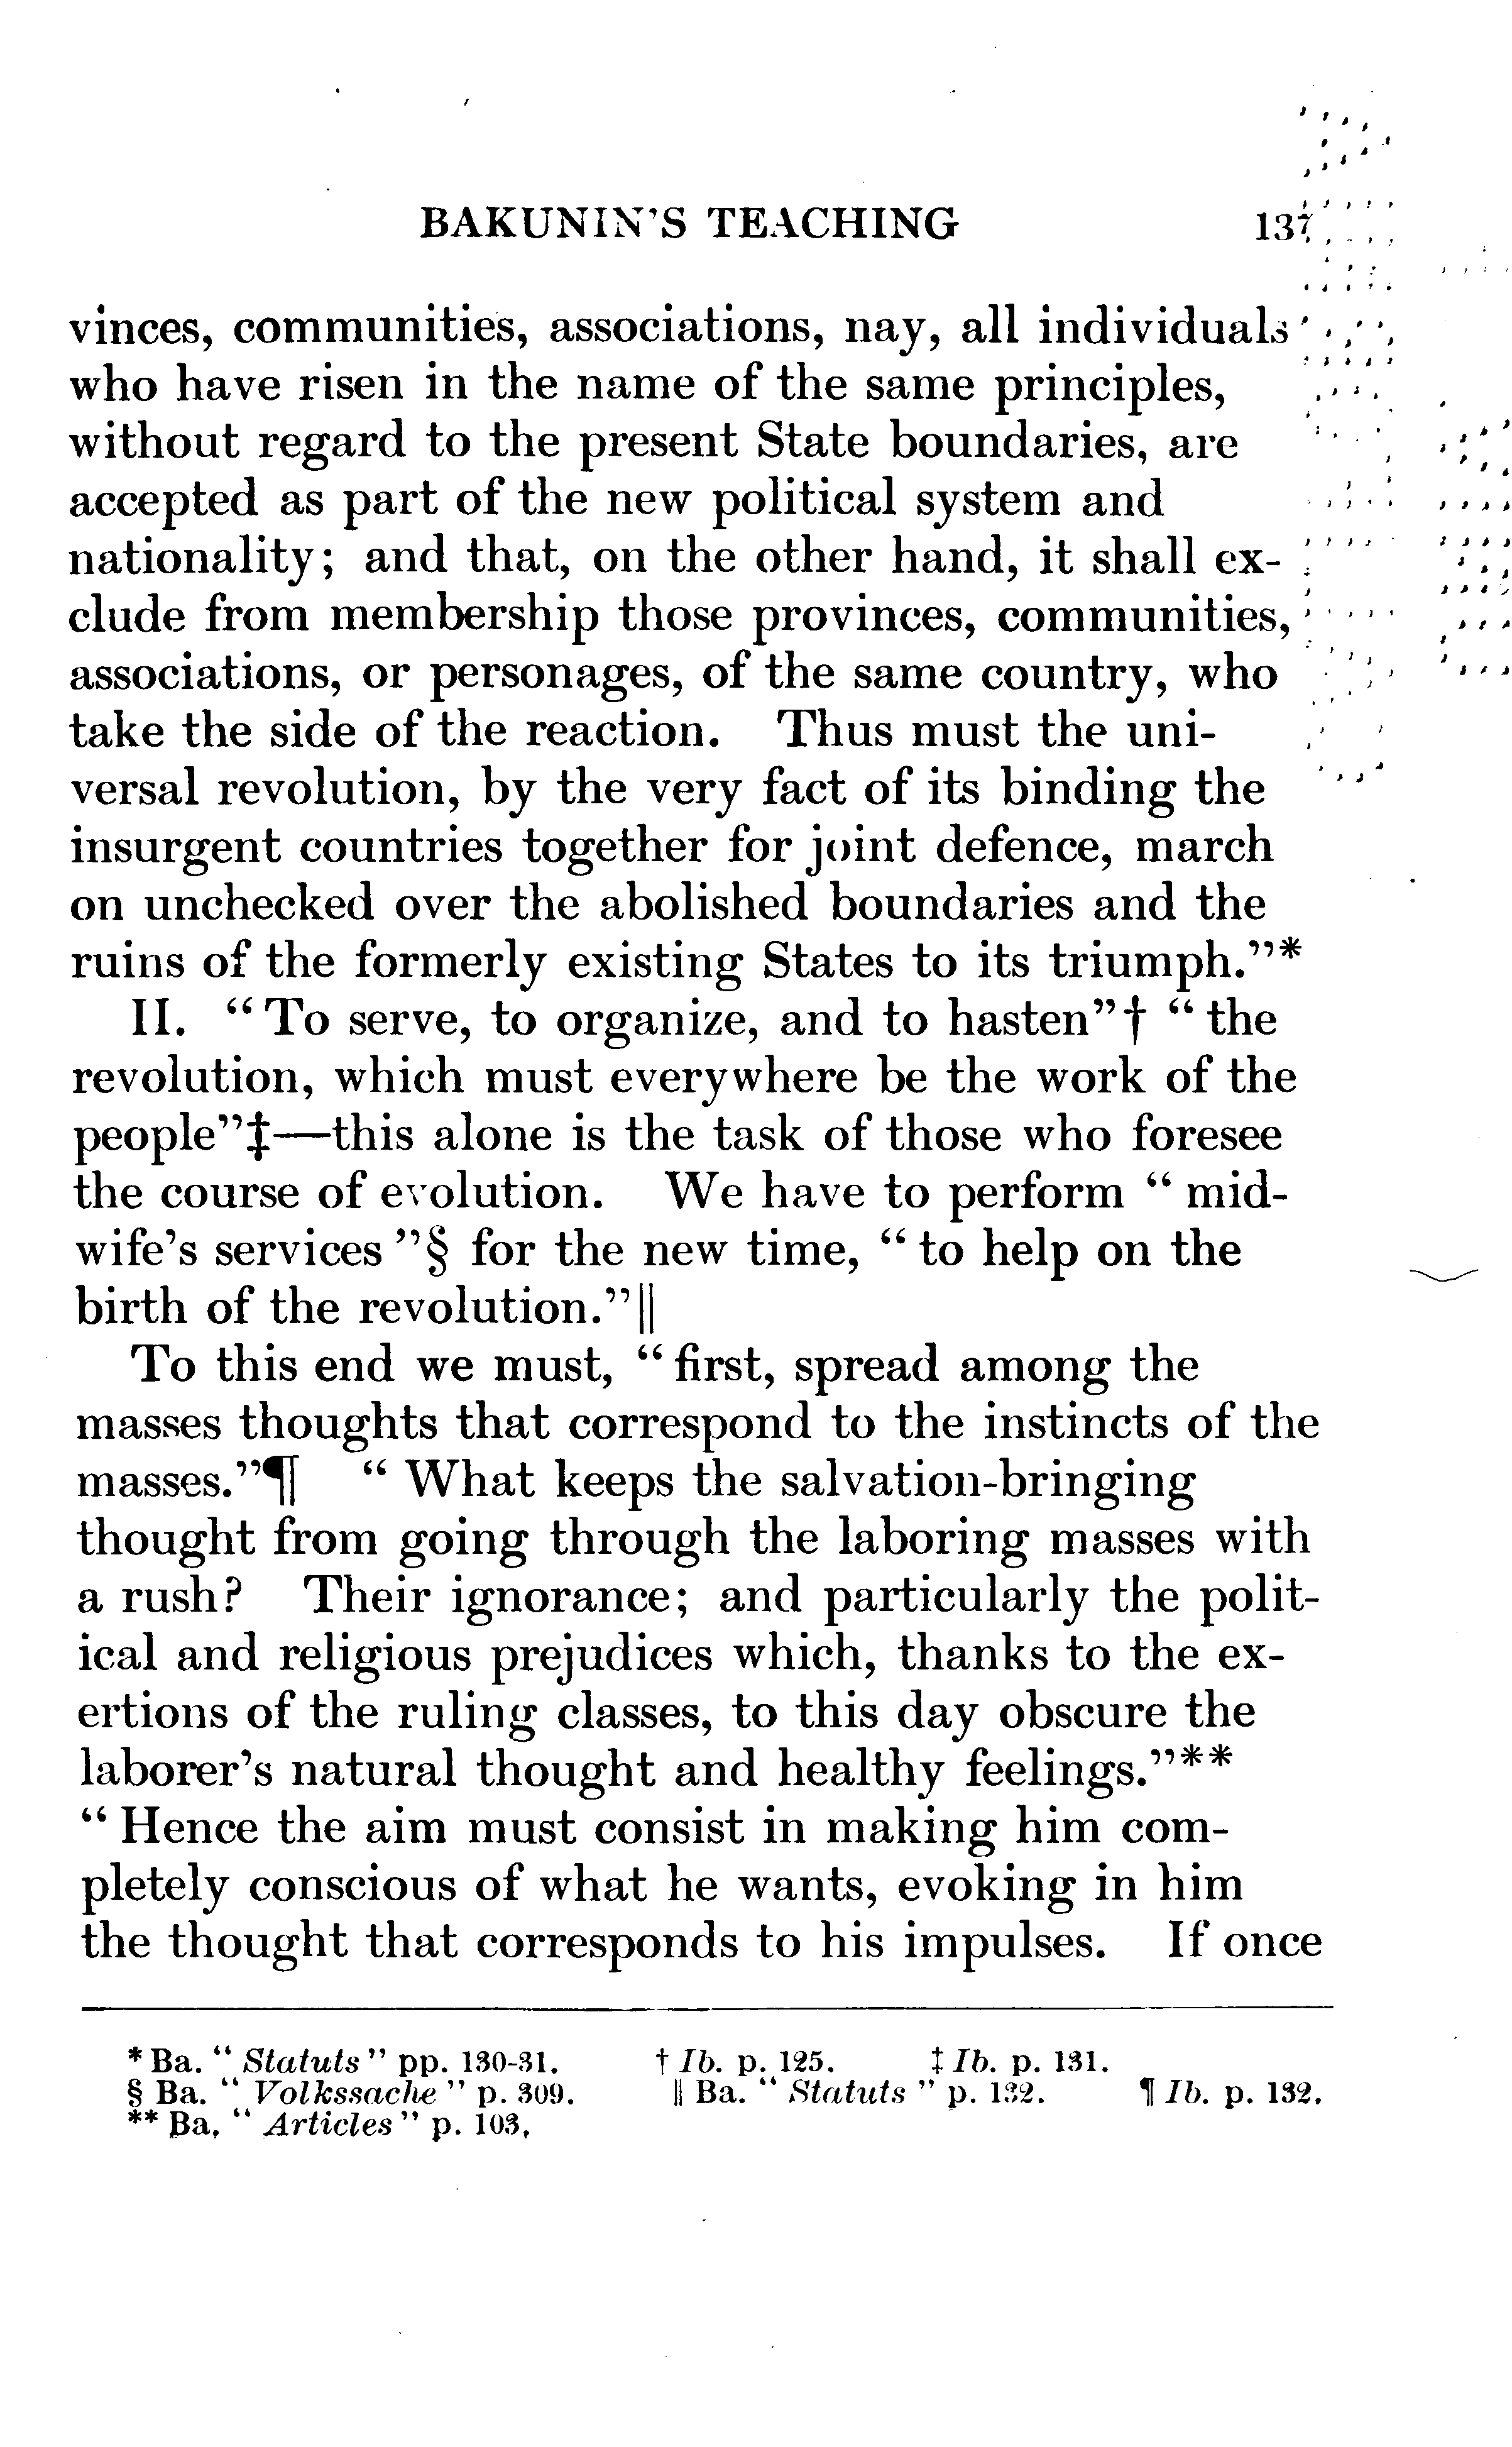 BAKUNIN'S TEACHING 137
vinces, communities, associations, nay, all individuals
who have risen in the name of the same principles,
without regard to the present State boundaries, are
accepted as part of the new political system and
nationality; and that, on the other hand, it shall ex-
clude from membership those provinces, communities,
associations, or personages, of the same country, who
take the side of the reaction. Thus must the uni-
versal revolution, by the very fact of its binding the
insurgent countries together for joint defence, march
on unchecked over the abolished boundaries and the
ruins of the formerly existing States to its triumph."*
II. "To serve, to organize, and to hasten"† "the
revolution, which must everywhere be the work of the
people"‡—this alone is the task of those who foresee
the course of evolution. We have to perform "mid-
wife's services"§ for the new time, "to help on the
birth of the revolution."‖
To this end we must, "first, spread among the
masses thoughts that correspond to the instincts of the
masses."¶ "What keeps the salvation-bringing
thought from going through the laboring masses with
a rush? Their ignorance; and particularly the polit-
ical and religious prejudices which, thanks to the ex-
ertions of the ruling classes, to this day obscure the
laborer's natural thought and healthy feelings."**
"Hence the aim must consist in making him com-
pletely conscious of what he wants, evoking in him
the thought that corresponds to his impulses. If once
* Ba. "Statuts" pp. 130-31. † Ib. p. 125. ‡ Ib. p. 131.
§ Ba. "Volkssache" p. 309. ‖ Ba. "Statuts" p. 132. ¶ Ib. p. 132.
** Ba. "Articles" p. 103.